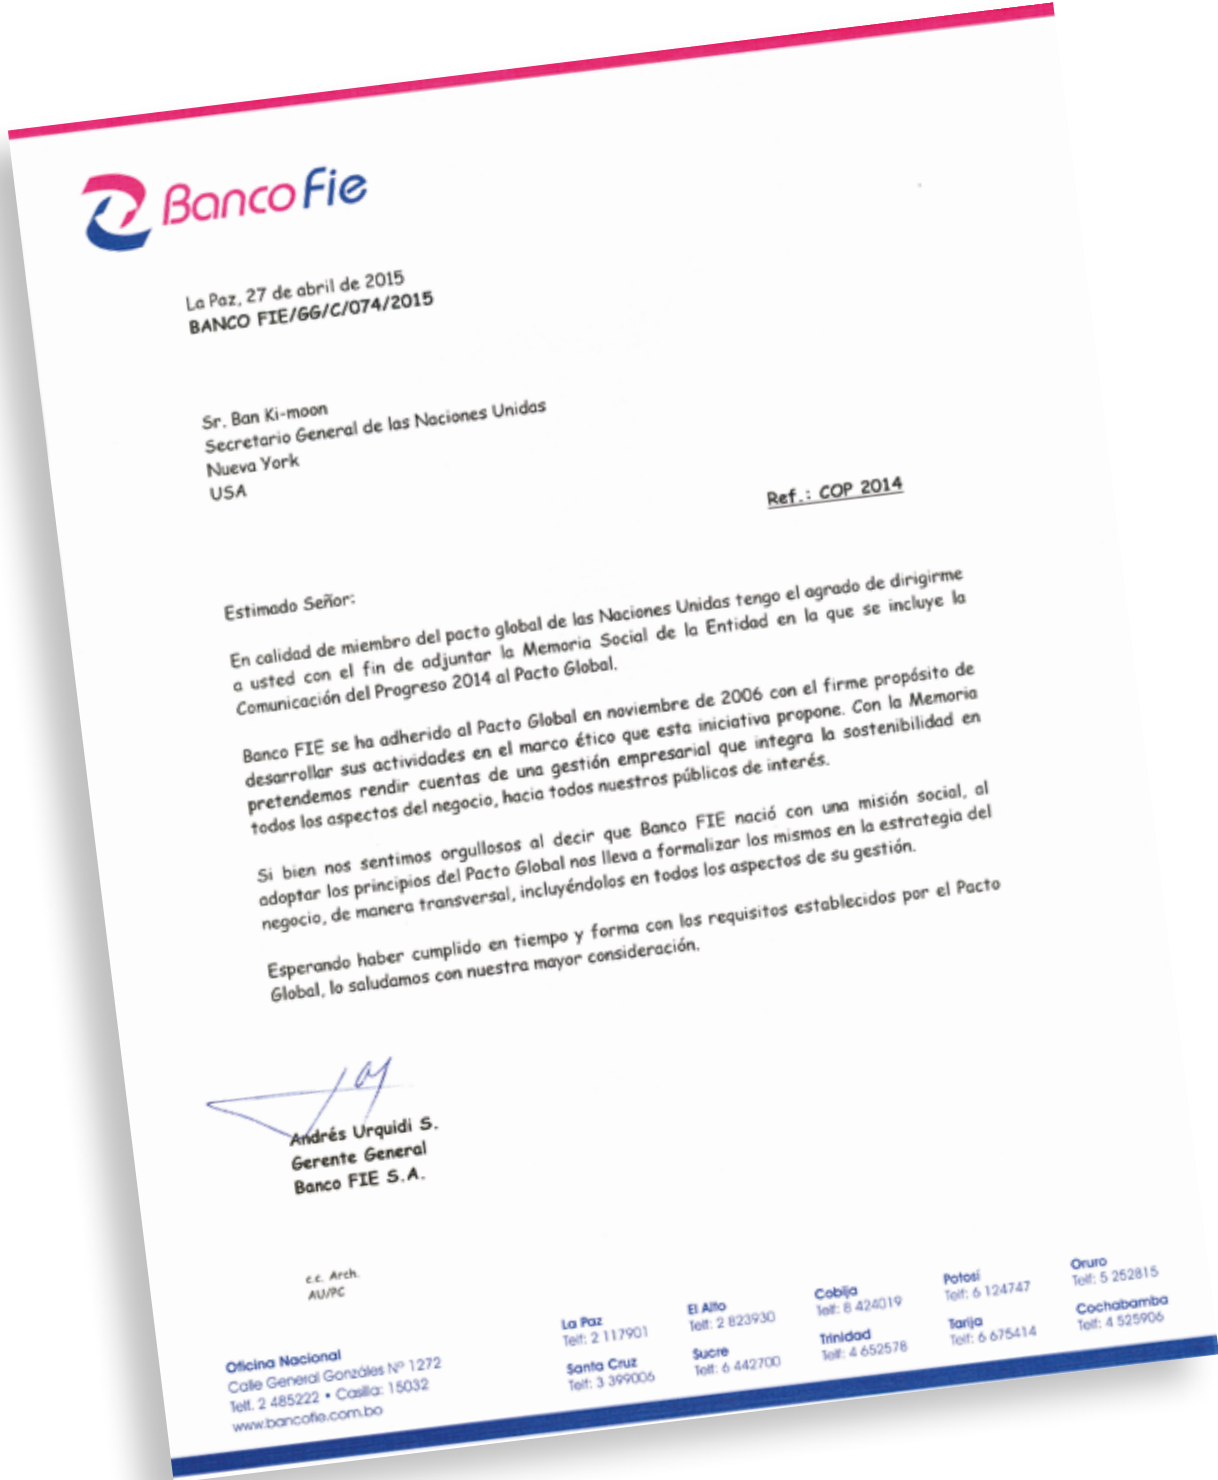 Banco Fie
La Paz, 27 de abril de 2015
BANCO FIE/GG/C/074/2015
Sr. Ban Ki-moon
Secretario General de las Naciones Unidas
Nueva York
USA
Ref.: COP 2014
Estimado Señor:
En calidad de miembro del pacto global de las Naciones Unidas tengo el agrado de dirigirme
a usted con el fin de adjuntar la Memoria Social de la Entidad en la que se incluye la
Comunicación del Progreso 2014 al Pacto Global.
Banco FIE se ha adherido al Pacto Global en noviembre de 2006 con el firme propósito de
desarrollar sus actividades en el marco ético que esta iniciativa propone. Con la Memoria
pretendemos rendir cuentas de una gestión empresarial que integra la sostenibilidad en
todos los aspectos del negocio, hacia todos nuestros públicos de interés.
Si bien nos sentimos orgullosos al decir que Banco FIE nació con una misión social, al
adoptar los principios del Pacto Global nos lleva a formalizar los mismos en la estrategia del
negocio, de manera transversal, incluyéndolos en todos los aspectos de su gestión.
Esperando haber cumplido en tiempo y forma con los requisitos establecidos por el Pacto
Global, lo saludamos con nuestra mayor consideración.
Andrés Urquidi S.
Gerente General
Banco FIE S.A.
c.c. Arch.
AU/PC
Oficina Nacional
Calle General Gonzáles Nº 1272
Telf. 2 485222 • Casilla: 15032
www.bancofie.com.bo
La Paz
Telf: 2 117901
Santa Cruz
Telf: 3 399006
El Alto
Telf: 2 823930
Sucre
Telf: 6 442700
Cobija
Telf: 8 424019
Trinidad
Telf: 4 652578
Potosí
Telf: 6 124747
Tarija
Telf: 6 675414
Oruro
Telf: 5 252815
Cochabamba
Telf: 4 525906